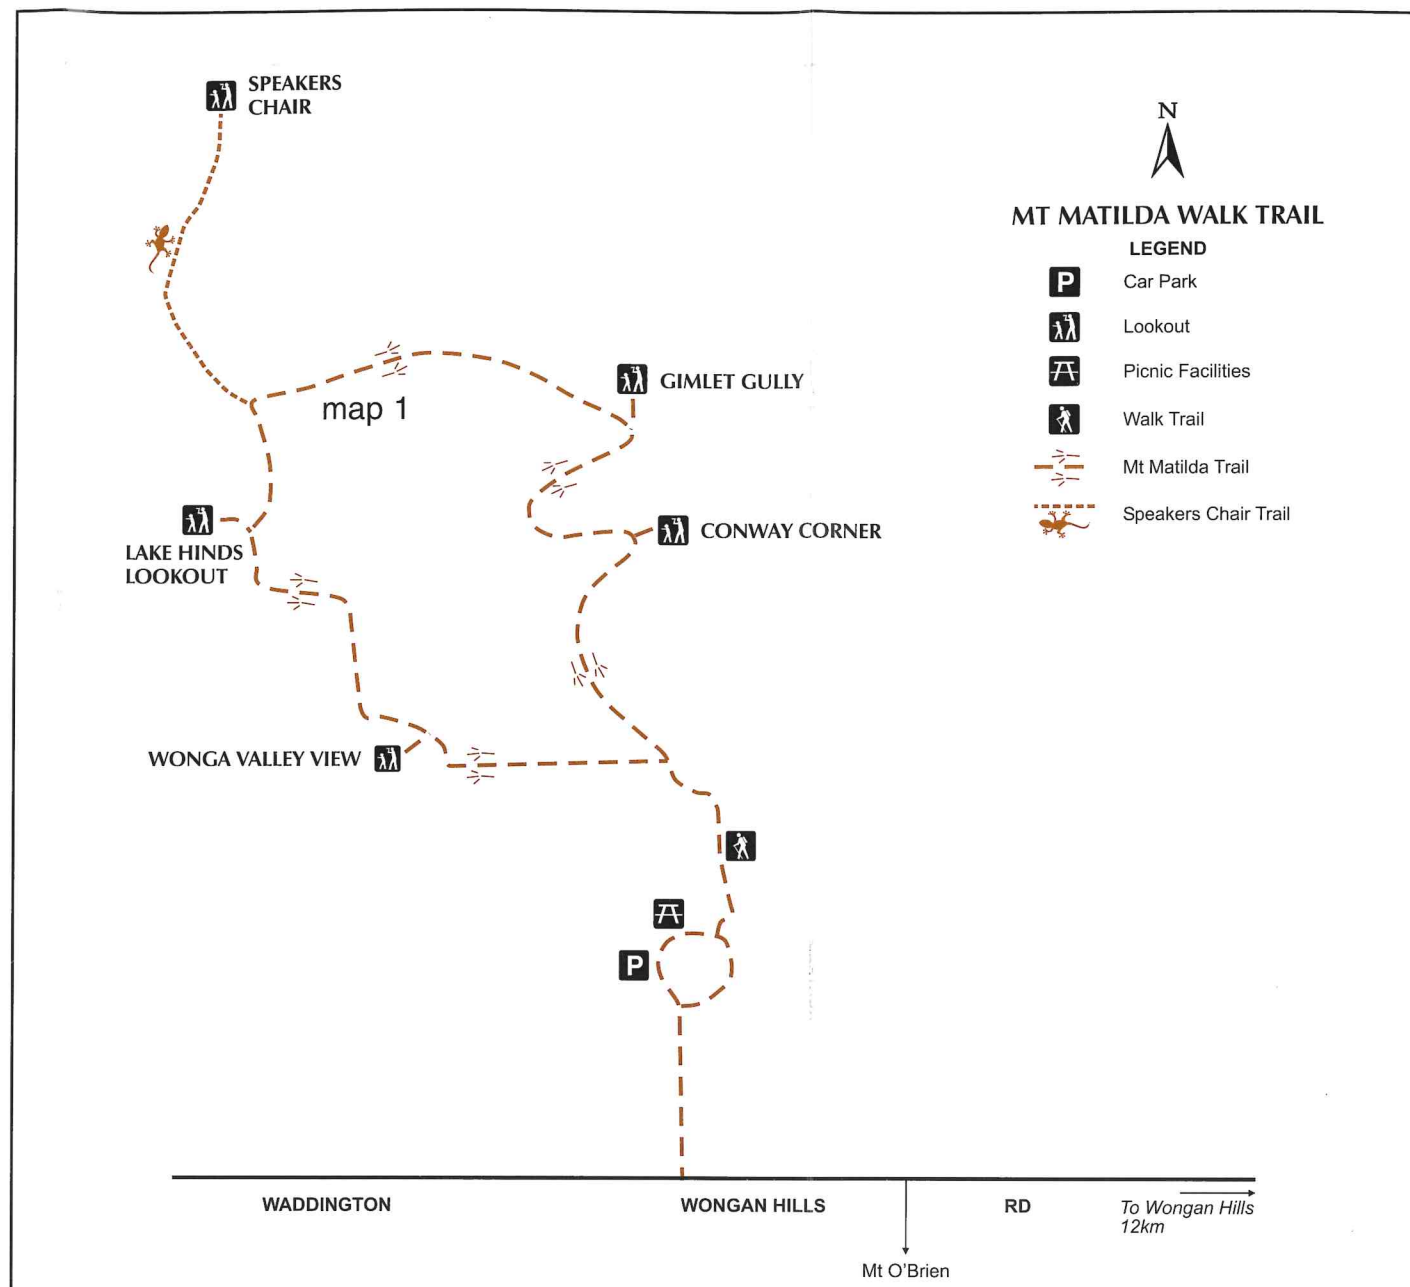 SPEAKERS
CHAIR
N
MT MATILDA WALK TRAIL
LEGEND
P Car Park
Lookout
Picnic Facilities
Walk Trail
Mt Matilda Trail
Speakers Chair Trail
map 1
GIMLET GULLY
LAKE HINDS
LOOKOUT
CONWAY CORNER
WONGA VALLEY VIEW
P
WADDINGTON WONGAN HILLS RD
To Wongan Hills
12km
Mt O'Brien